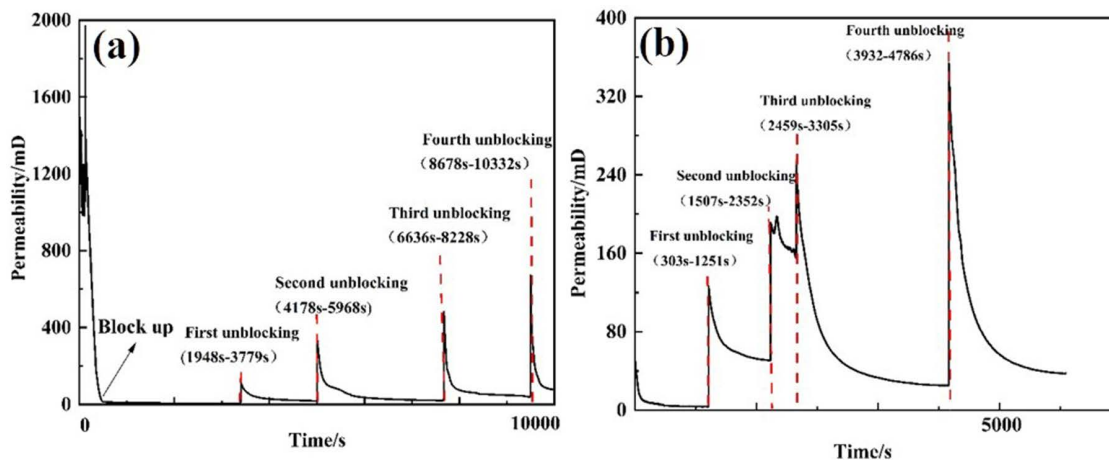 (a)
2000
1600
1200
800
400
0
Permeability/mD
Block up
First unblocking
(1948s-3779s)
Second unblocking
(4178s-5968s)
Third unblocking
(6636s-8228s)
Fourth unblocking
(8678s-10332s)
0
10000
Time/s
(b)
400
320
240
160
80
0
Permeability/mD
First unblocking
(303s-1251s)
Second unblocking
(1507s-2352s)
Third unblocking
(2459s-3305s)
Fourth unblocking
(3932-4786s)
5000
Time/s